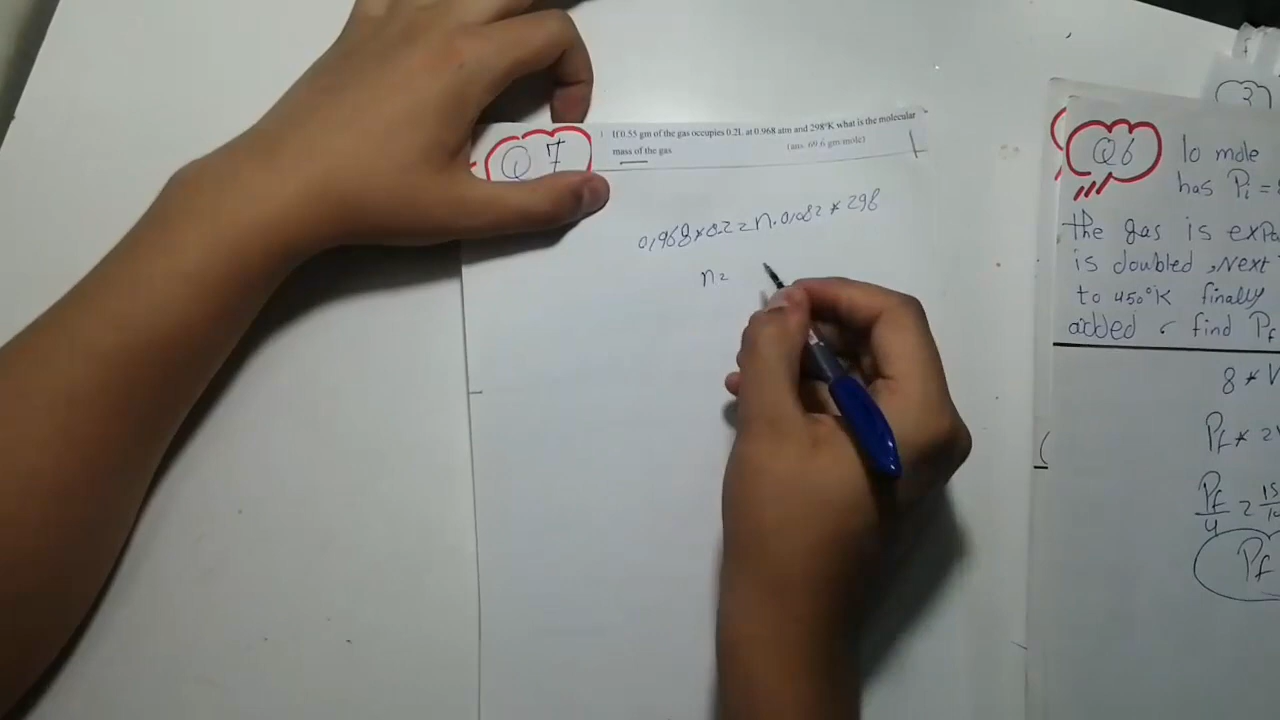 Q 7
If 0.55 gm of the gas occupies 0.2L at 0.968 atm and 298°K what is the molecular
mass of the gas (ans. 69.6 gm/mole)
0,968*0.2=n.0,082*298
n=
Q6
10 mole
has Pi =
the gas is expa
is doubled , Next
to 450°K finally
added
find Pf
8 * V
Pf * 2
Pf/4 =
Pf